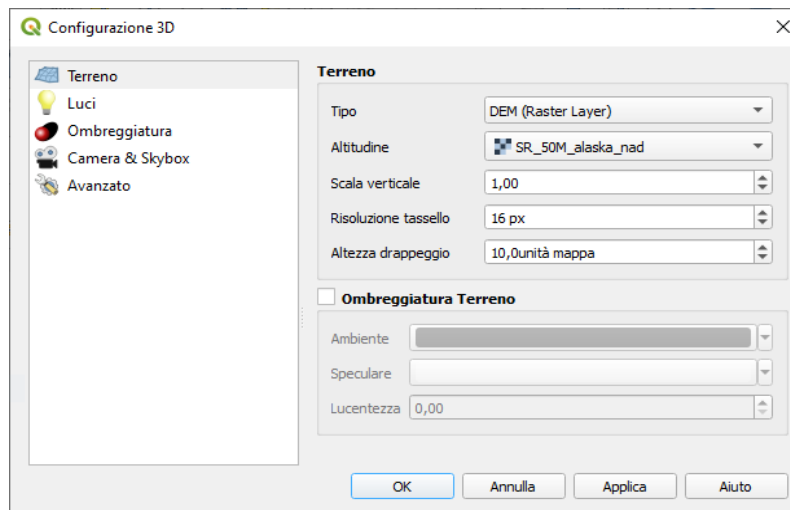 Configurazione 3D
Terreno
Luci
Ombreggiatura
Camera & Skybox
Avanzato
Terreno
Tipo DEM (Raster Layer)
Altitudine SR_50M_alaska_nad
Scala verticale 1,00
Risoluzione tassello 16 px
Altezza drappeggio 10,0unità mappa
Ombreggiatura Terreno
Ambiente
Speculare
Lucentezza 0,00
OK Annulla Applica Aiuto